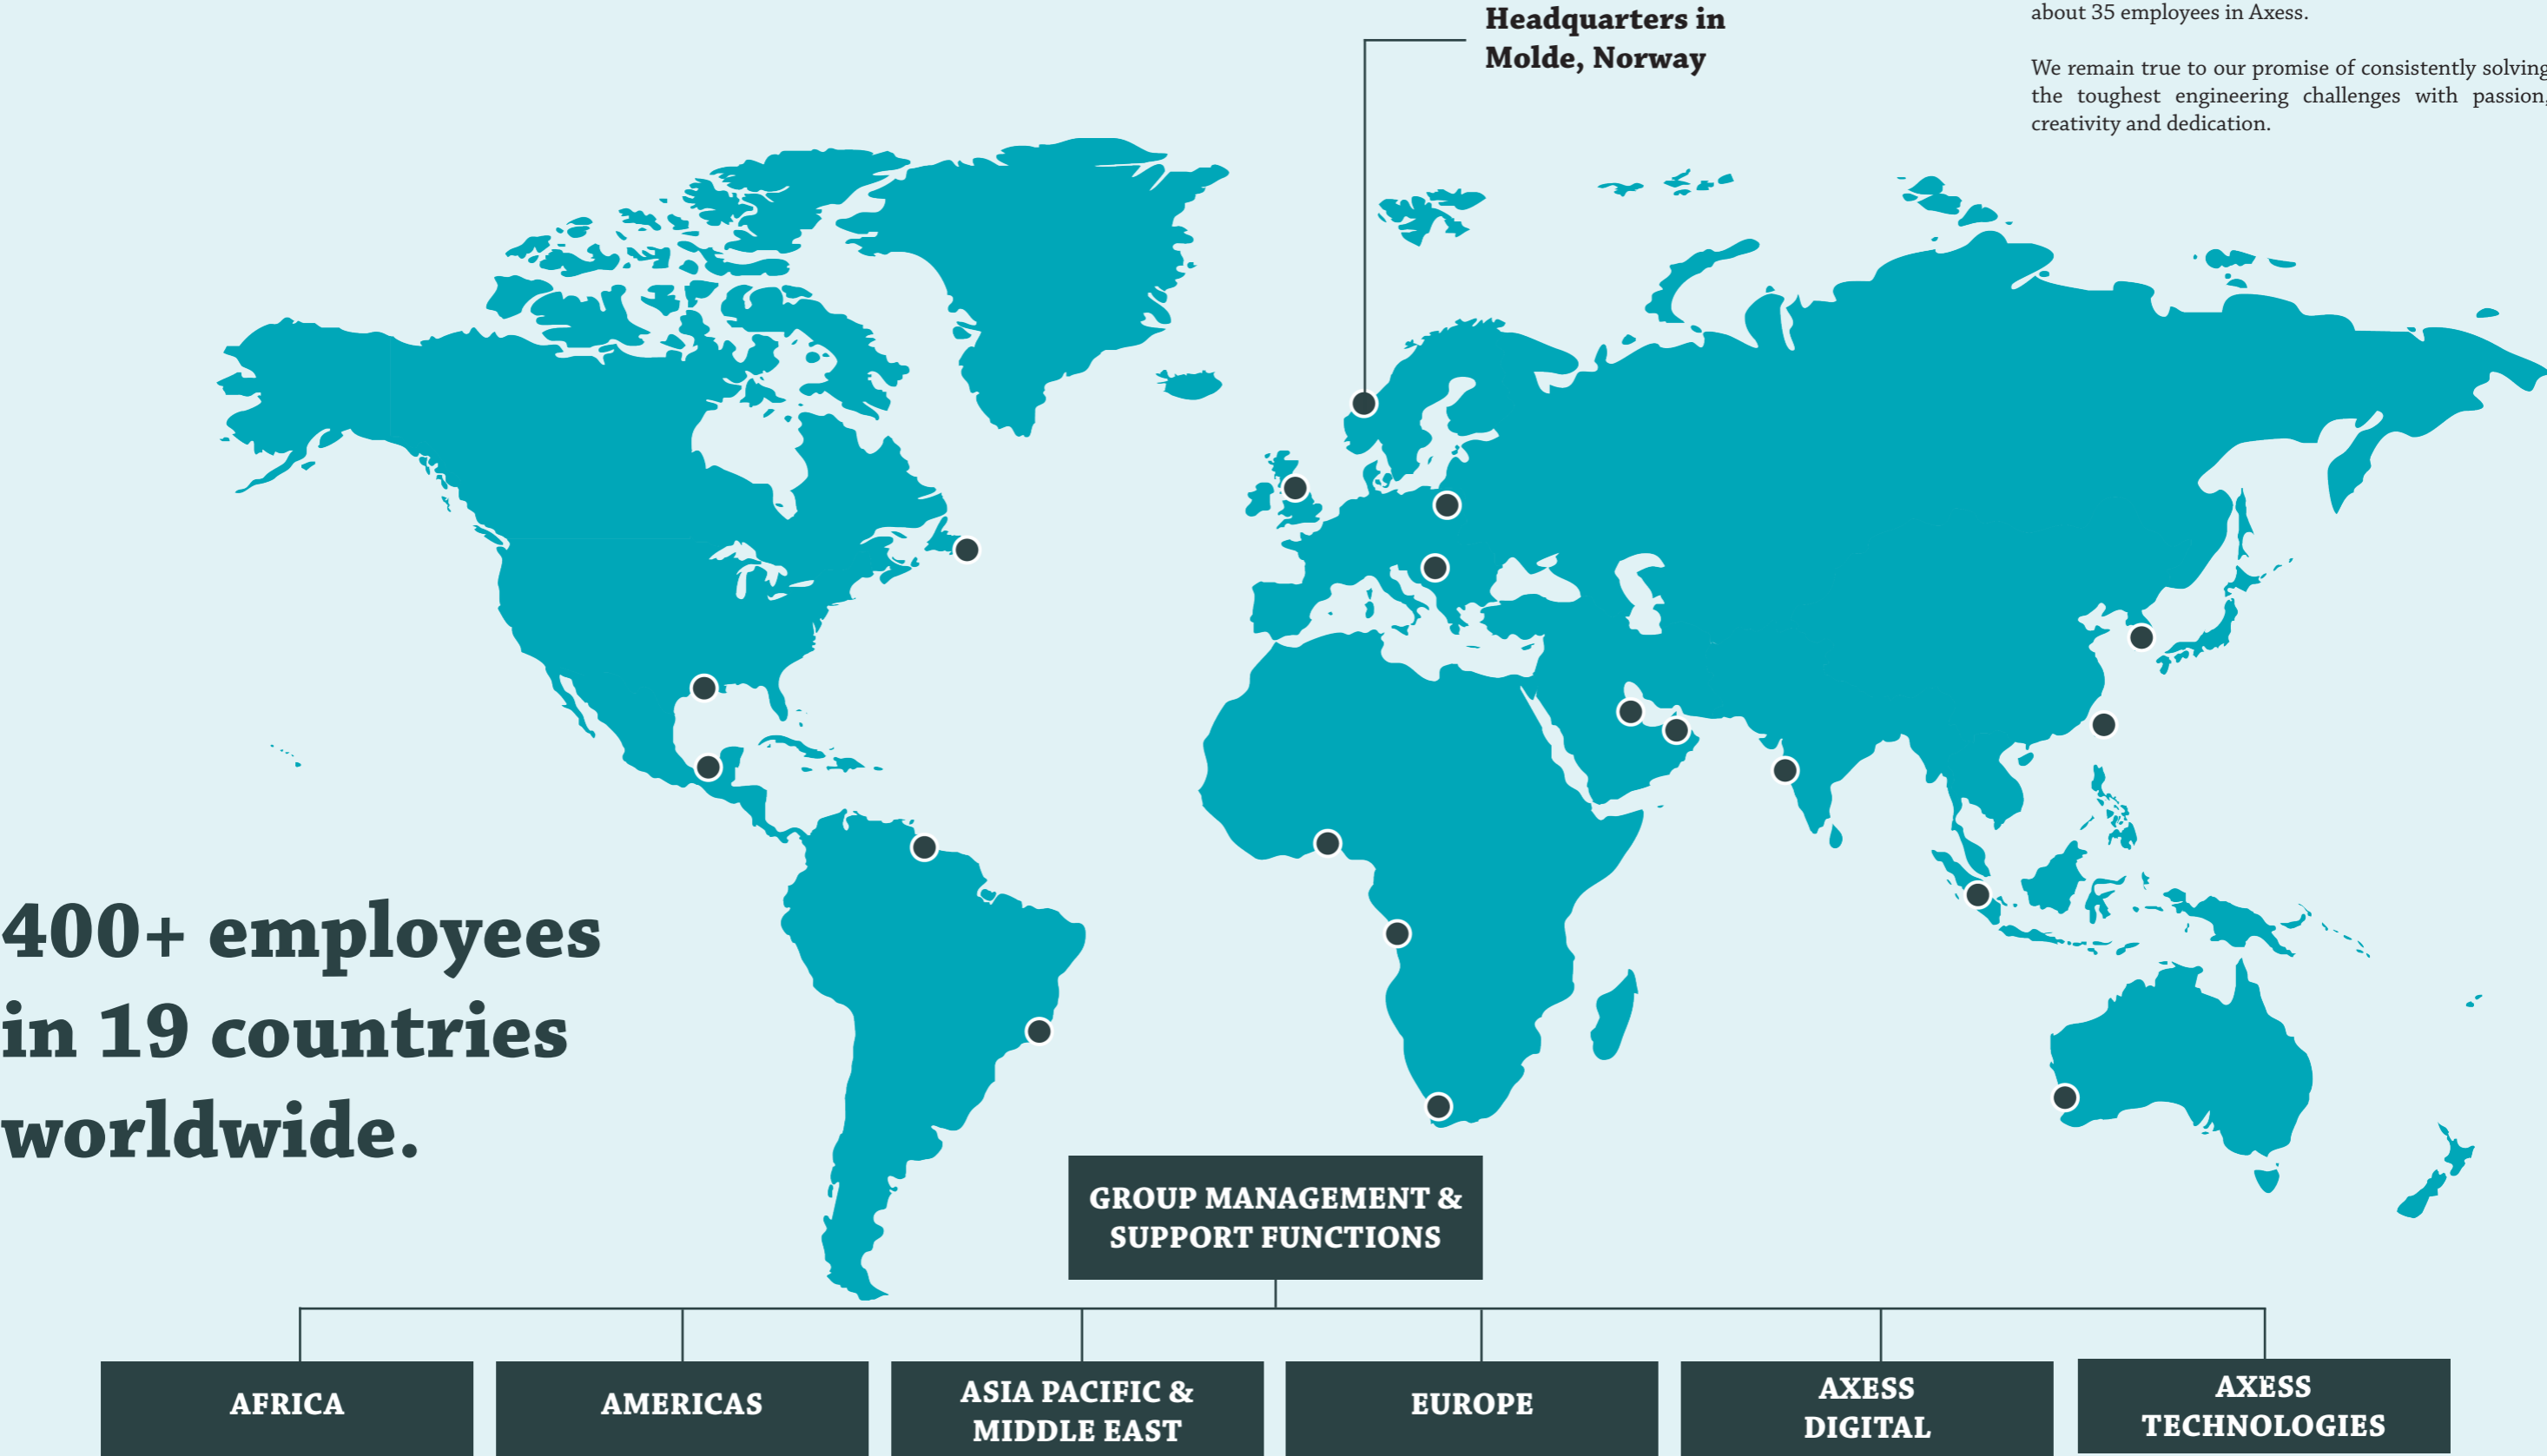 Headquarters in
Molde, Norway
about 35 employees in Axess.
We remain true to our promise of consistently solving
the toughest engineering challenges with passion,
creativity and dedication.
400+ employees
in 19 countries
worldwide.
GROUP MANAGEMENT &
SUPPORT FUNCTIONS
AFRICA
AMERICAS
ASIA PACIFIC &
MIDDLE EAST
EUROPE
AXESS
DIGITAL
AXESS
TECHNOLOGIES